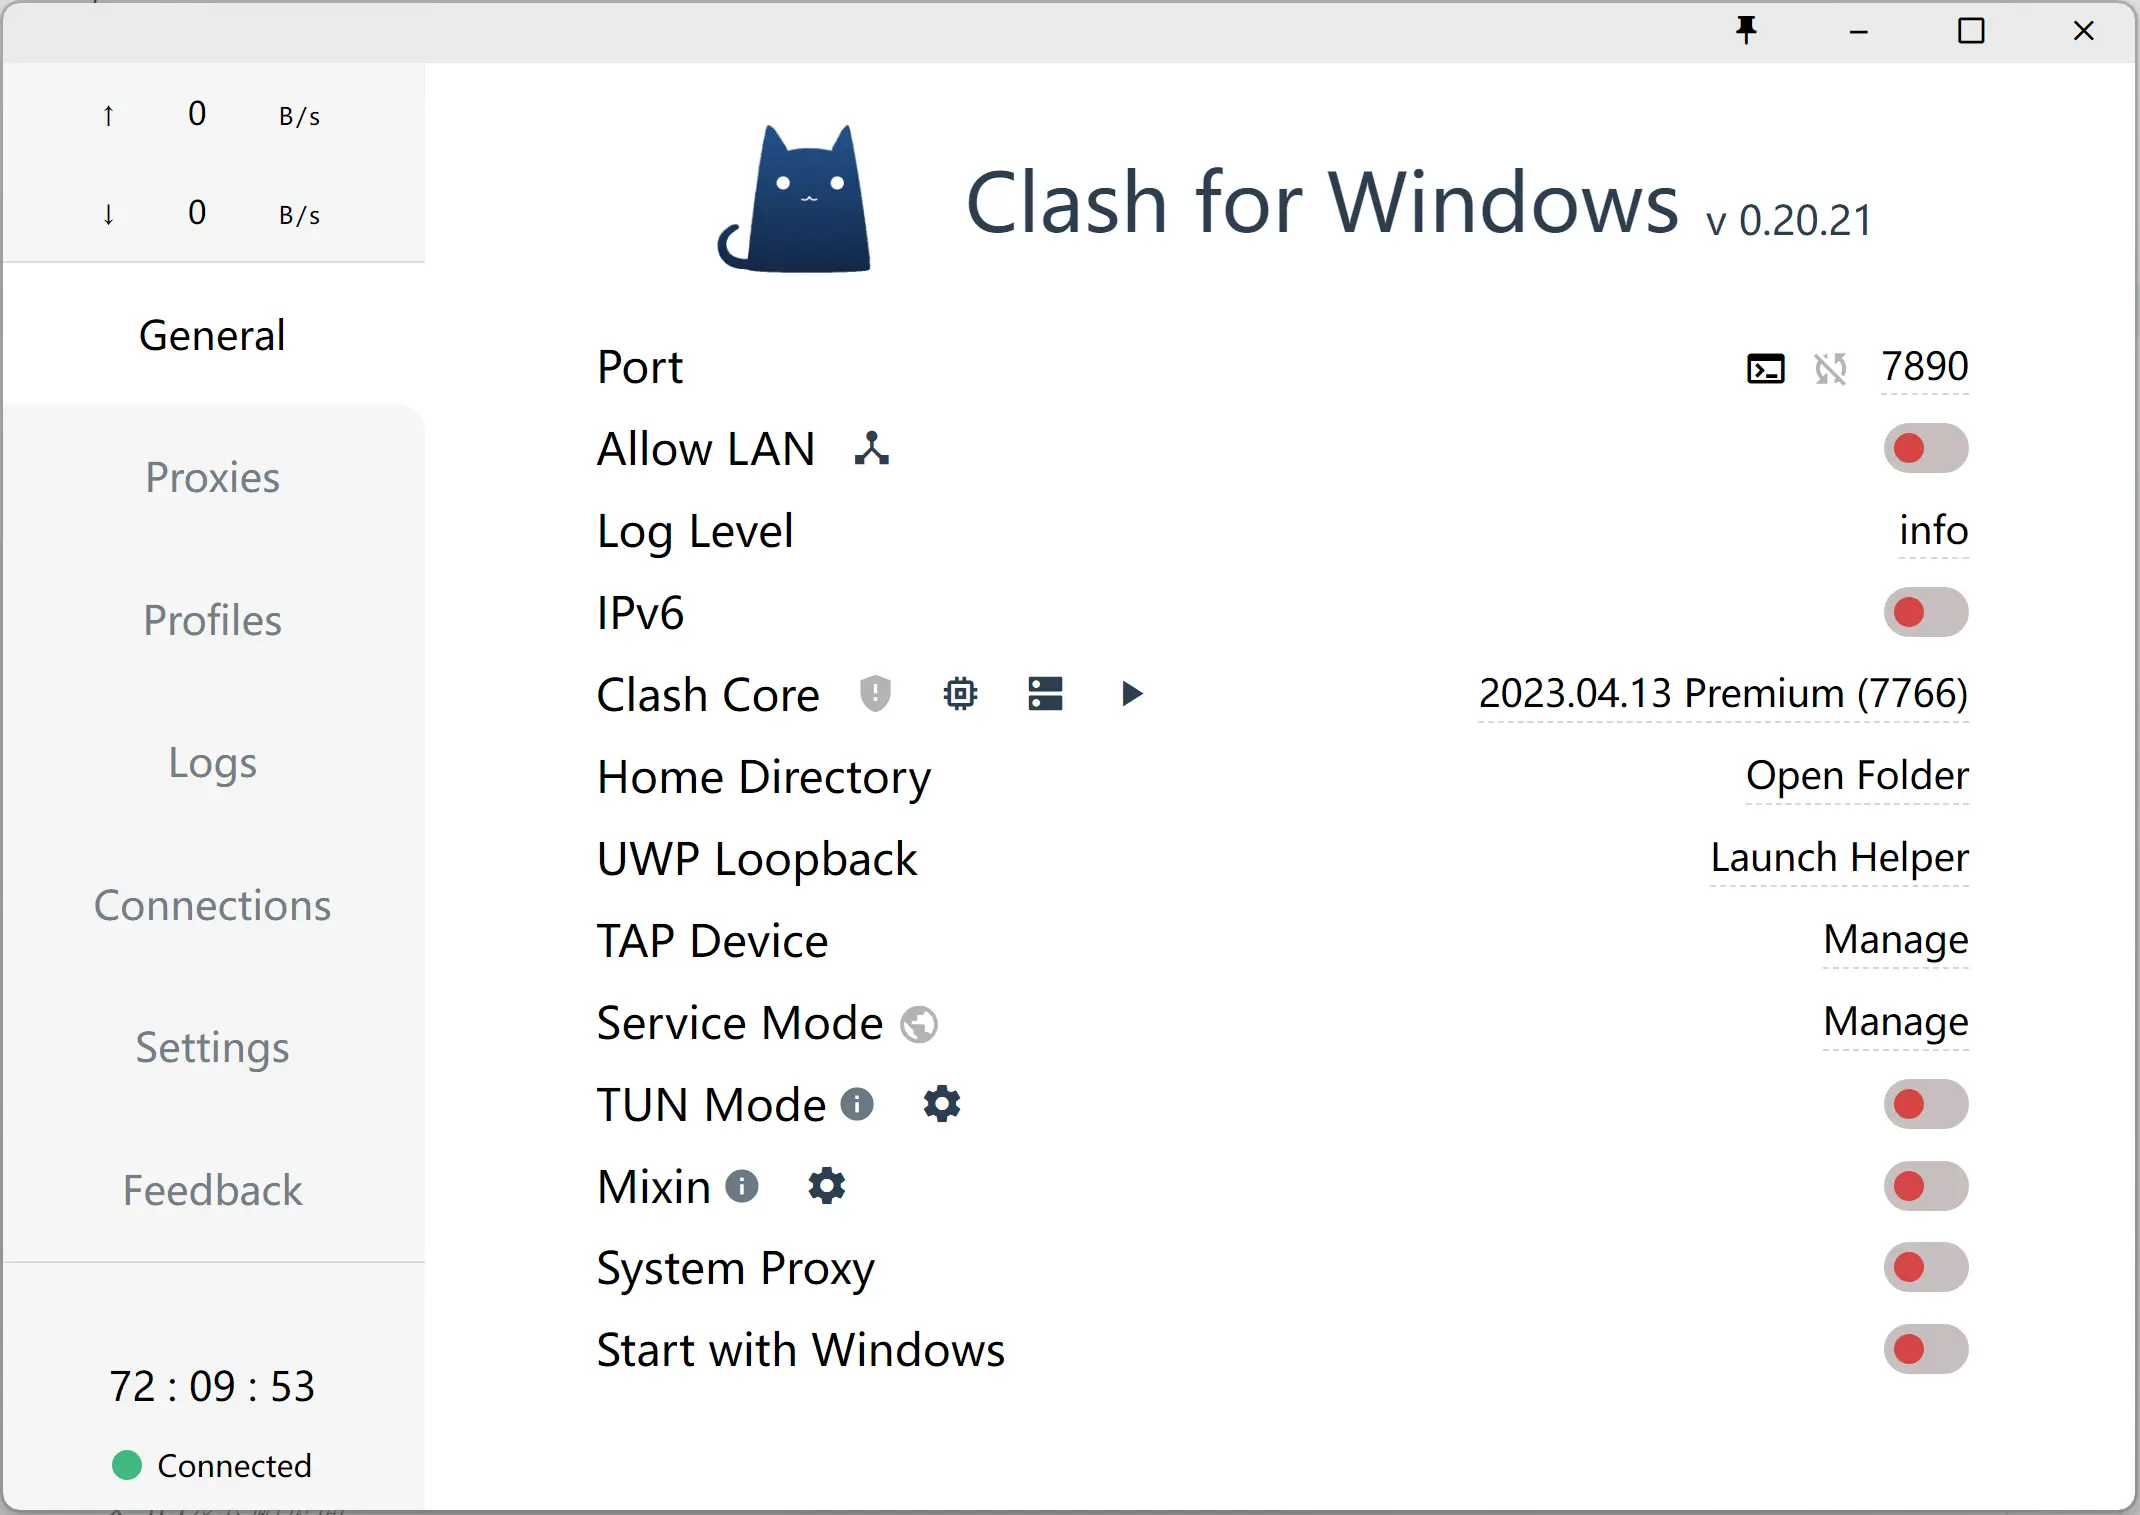 ↑ 0 B/s
↓ 0 B/s
General
Proxies
Profiles
Logs
Connections
Settings
Feedback
72 : 09 : 53
Connected
Clash for Windows v 0.20.21
Port 7890
Allow LAN
Log Level info
IPv6
Clash Core 2023.04.13 Premium (7766)
Home Directory Open Folder
UWP Loopback Launch Helper
TAP Device Manage
Service Mode Manage
TUN Mode
Mixin
System Proxy
Start with Windows